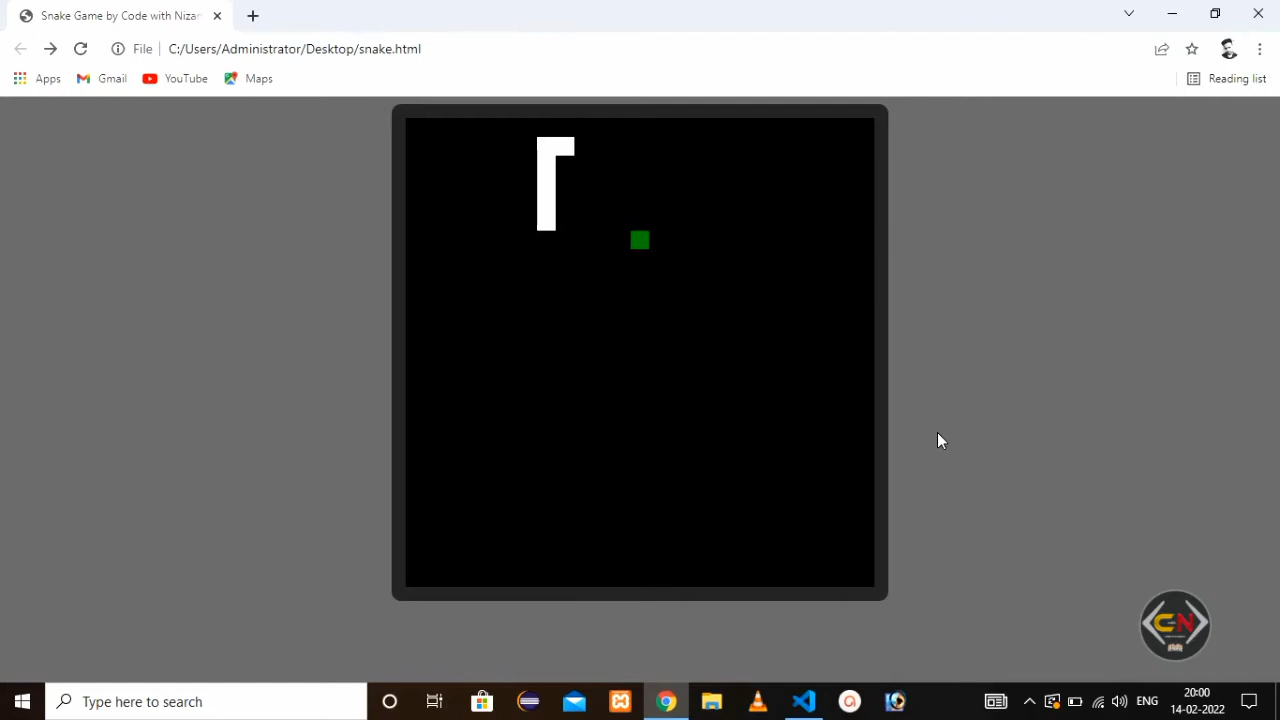 Snake Game by Code with Niza
File
C:/Users/Administrator/Desktop/snake.html
Apps
Gmail
YouTube
Maps
Reading list
GN
Type here to search
ENG
20:00
14-02-2022